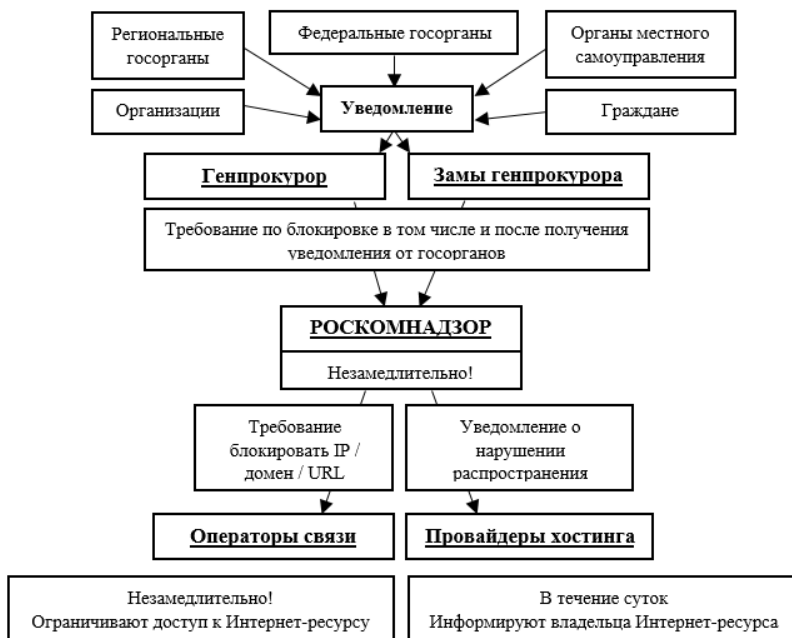 Региональные
госорганы
Федеральные госорганы
Органы местного
самоуправления
Организации
Уведомление
Граждане
Генпрокурор
Замы генпрокурора
Требование по блокировке в том числе и после получения
уведомления от госорганов
РОСКОМНАДЗОР
Незамедлительно!
Требование
блокировать IP /
домен / URL
Уведомление о
нарушении
распространения
Операторы связи
Провайдеры хостинга
Незамедлительно!
Ограничивают доступ к Интернет-ресурсу
В течение суток
Информируют владельца Интернет-ресурса